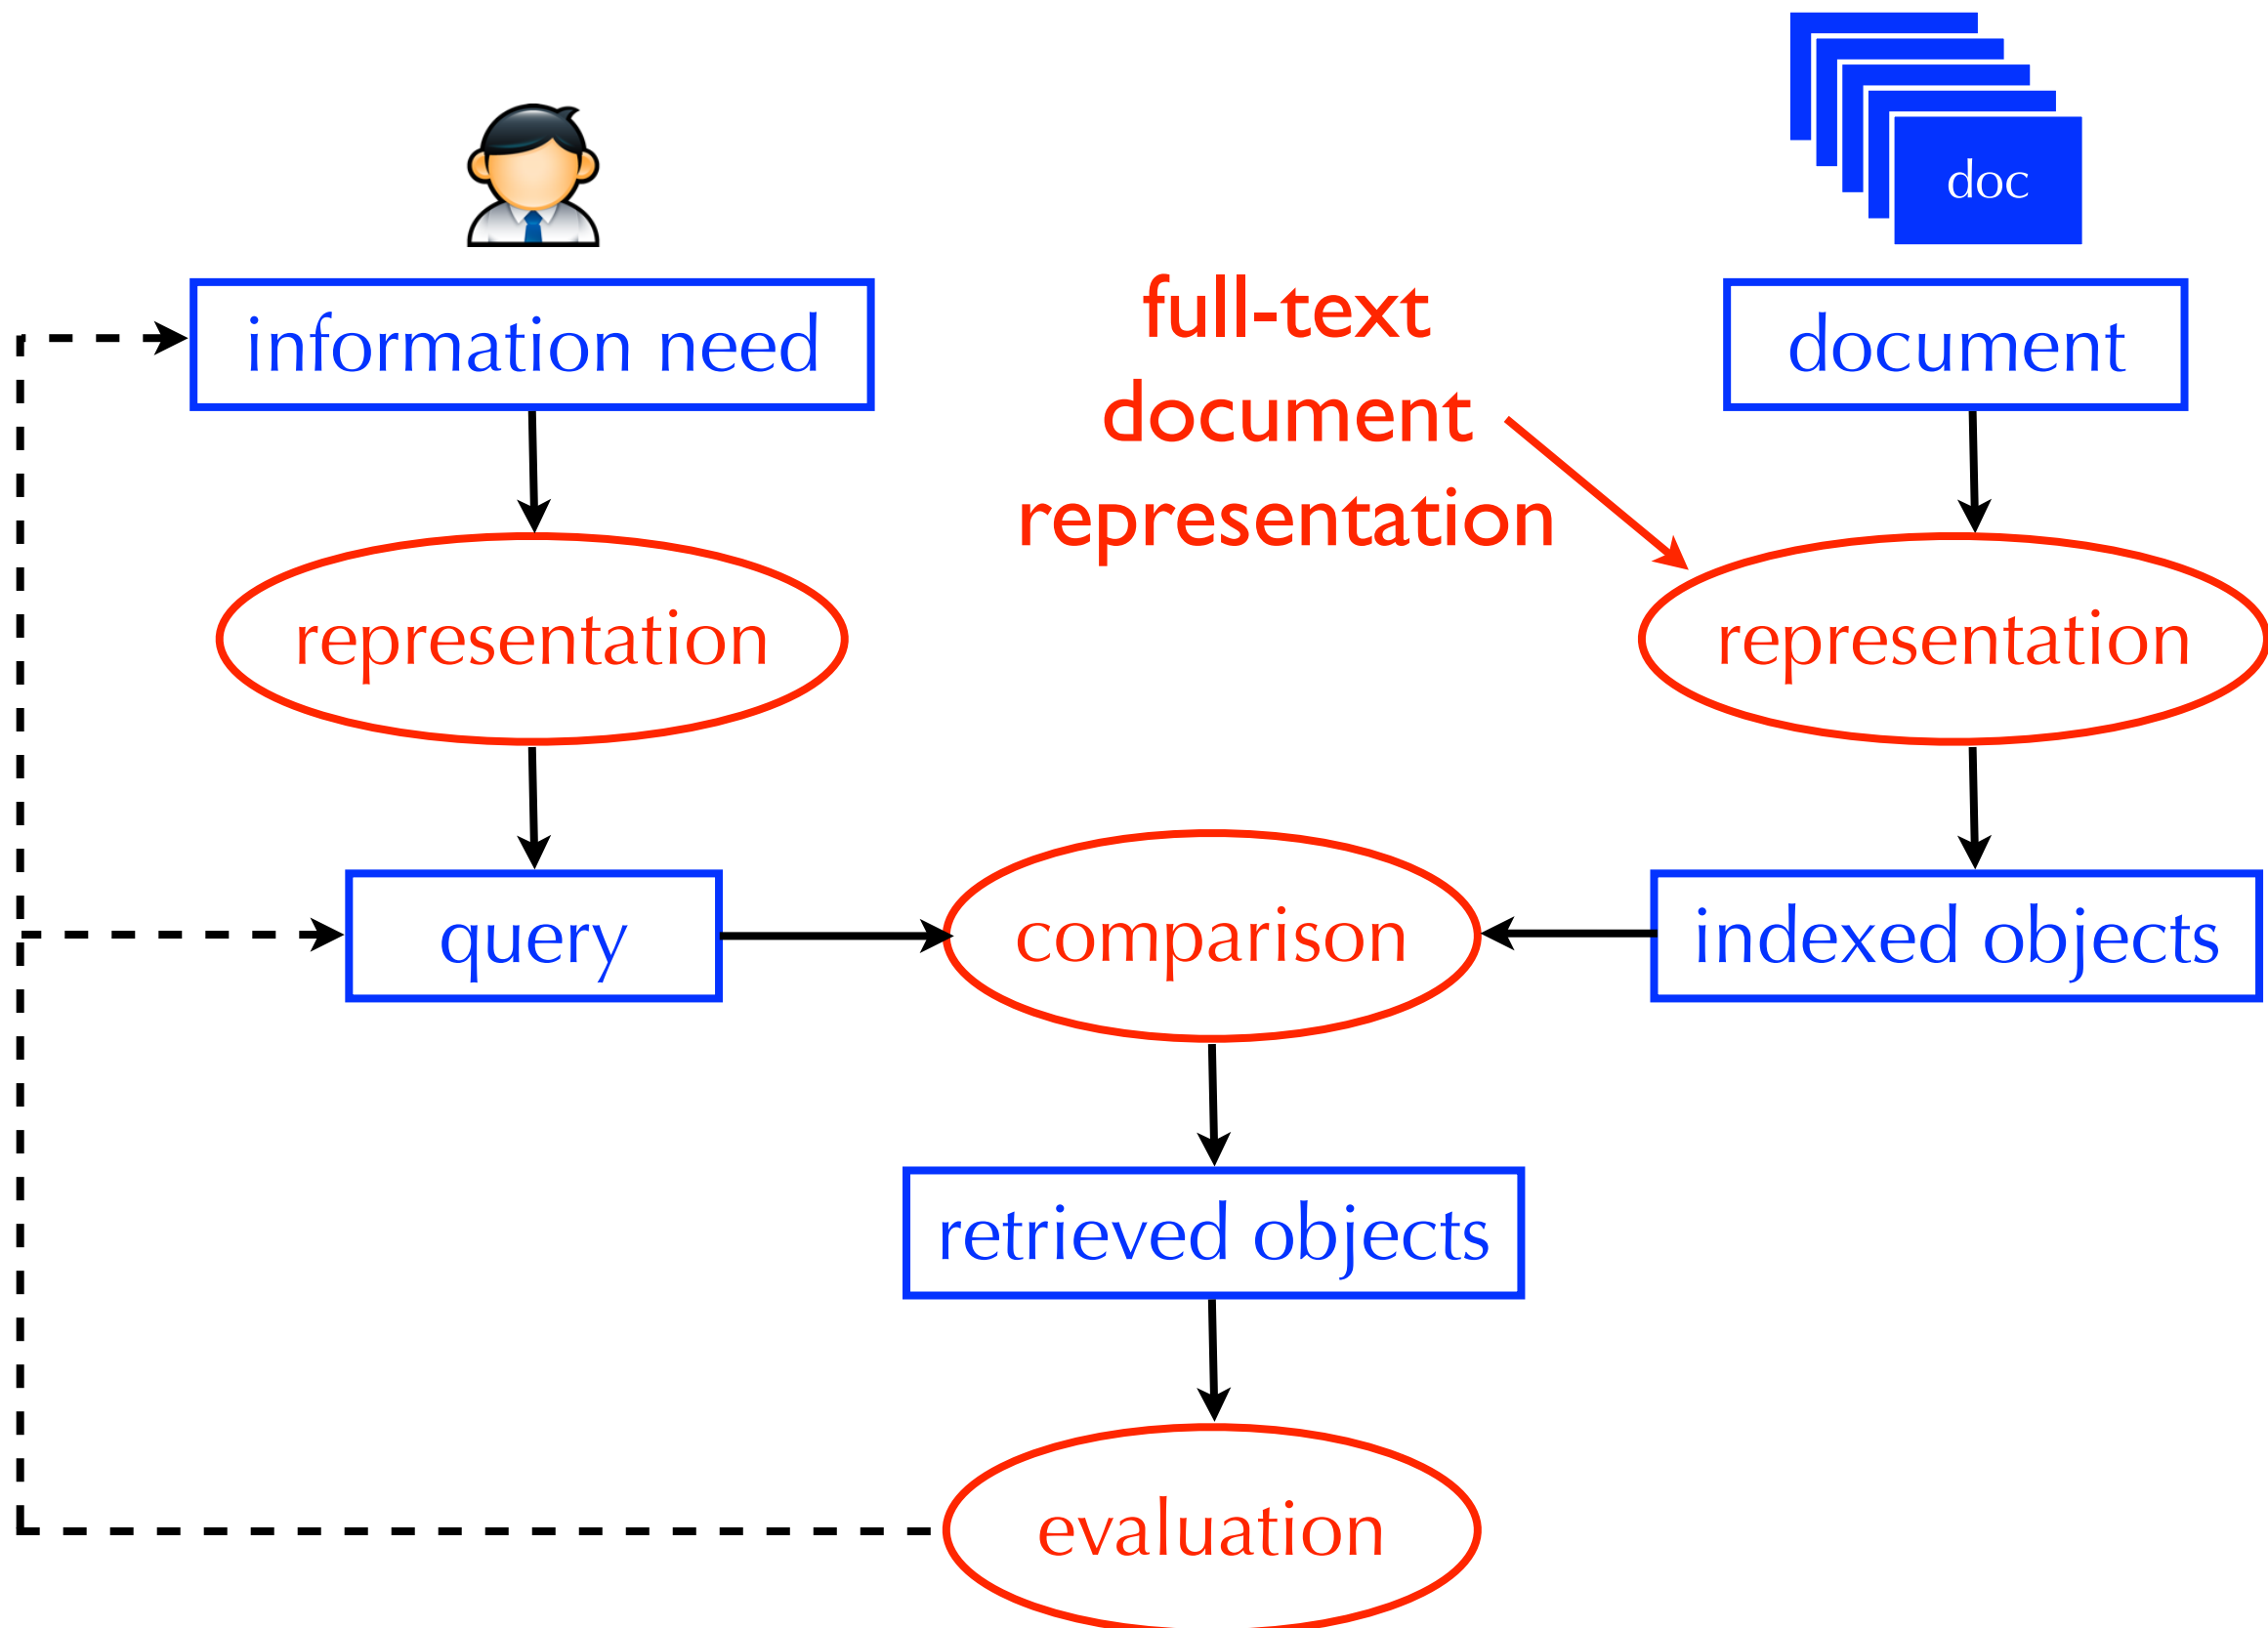 doc
information need
full-text
document
representation
document
representation
representation
query
comparison
indexed objects
retrieved objects
evaluation